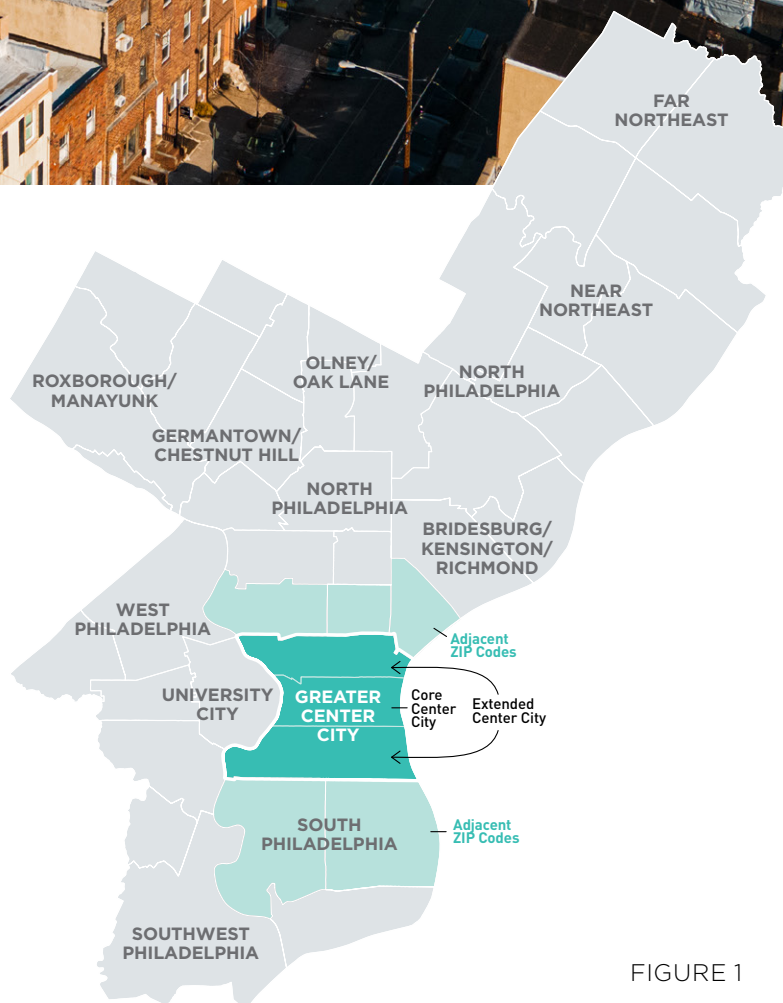 FAR
NORTHEAST
NEAR
NORTHEAST
OLNEY/
OAK LANE
NORTH
PHILADELPHIA
ROXBOROUGH/
MANAYUNK
GERMANTOWN/
CHESTNUT HILL
NORTH
PHILADELPHIA
BRIDESBURG/
KENSINGTON/
RICHMOND
WEST
PHILADELPHIA
Adjacent
ZIP Codes
UNIVERSITY
CITY
GREATER
CENTER
CITY
Core
Center
City
Extended
Center City
SOUTH
PHILADELPHIA
Adjacent
ZIP Codes
SOUTHWEST
PHILADELPHIA
FIGURE 1